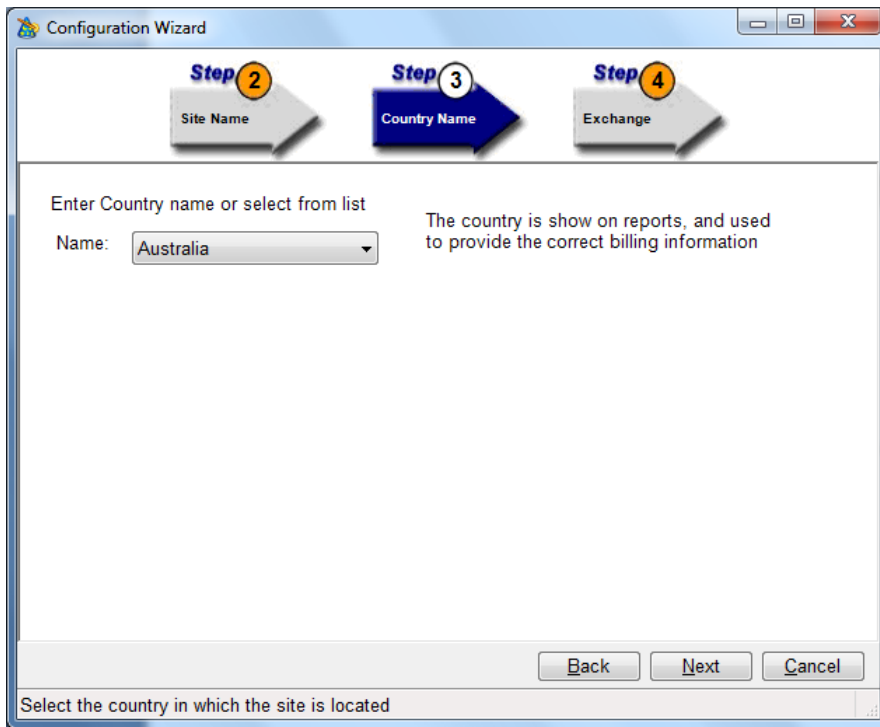 Configuration Wizard
Step 2
Site Name
Step 3
Country Name
Step 4
Exchange
Enter Country name or select from list
Name: Australia
The country is show on reports, and used
to provide the correct billing information
Back Next Cancel
Select the country in which the site is located